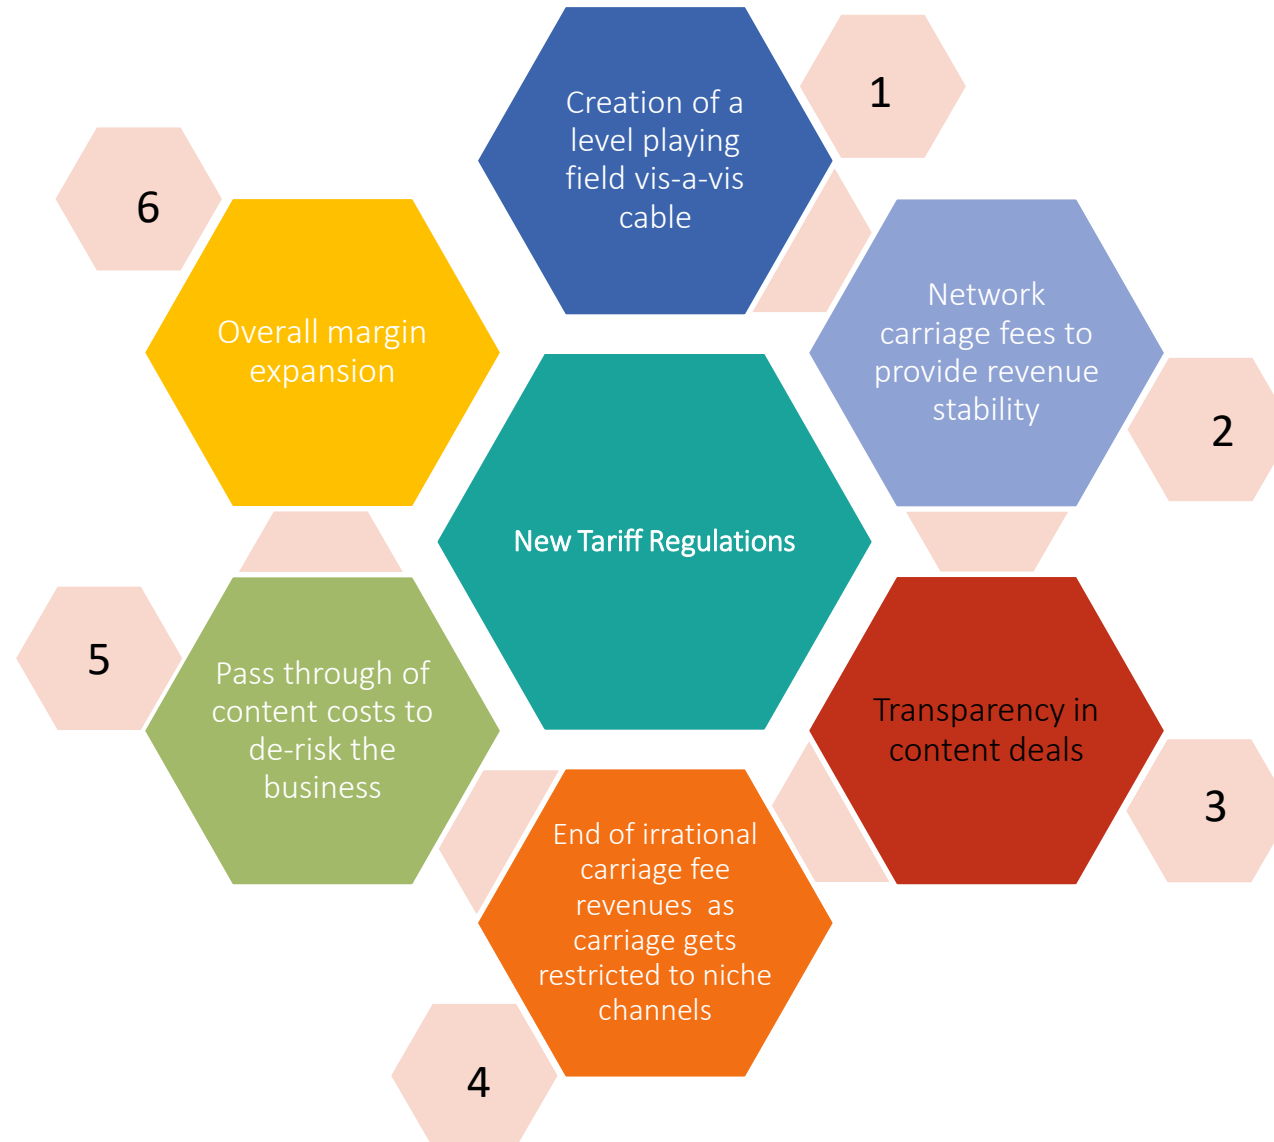 Creation of a
level playing
field vis-a-vis
cable
1
Network
carriage fees to
provide revenue
stability
2
Transparency in
content deals
3
End of irrational
carriage fee
revenues  as
carriage gets
restricted to niche
channels
4
Pass through of
content costs to
de-risk the
business
5
Overall margin
expansion
6
New Tariff Regulations